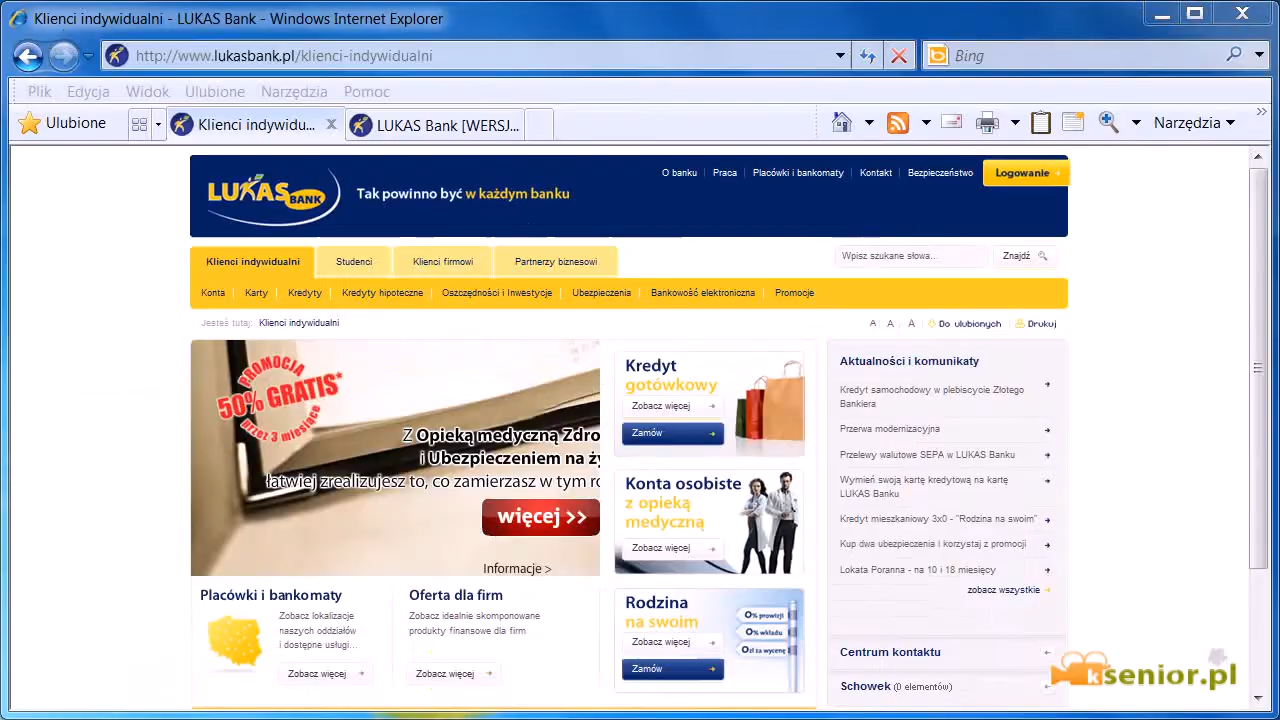 Klienci indywidualni - LUKAS Bank - Windows Internet Explorer
http://www.lukasbank.pl/klienci-indywidualni
Bing
Plik Edycja Widok Ulubione Narzędzia Pomoc
Ulubione
Klienci indywidu...
LUKAS Bank [WERSJ...
Narzędzia
LUKAS BANK
Tak powinno być w każdym banku
O banku
Praca
Placówki i bankomaty
Kontakt
Bezpieczeństwo
Logowanie
Klienci indywidualni
Studenci
Klienci firmowi
Partnerzy biznesowi
Wpisz szukane słowa...
Znajdź
Konta
Karty
Kredyty
Kredyty hipoteczne
Oszczędności i Inwestycje
Ubezpieczenia
Bankowość elektroniczna
Promocje
Jesteś tutaj: Klienci indywidualni
A A A
Do ulubionych
Drukuj
PROMOCJA
50% GRATIS*
przez 3 miesiące
Z Opieką medyczną Zdro
i Ubezpieczeniem na ży
łatwiej zrealizujesz to, co zamierzasz w tym ro
więcej >>
Informacje >
Kredyt
gotówkowy
Zobacz więcej
Zamów
Konta osobiste
z opieką
medyczną
Zobacz więcej
Rodzina
na swoim
Zobacz więcej
Zamów
0% prowizji
0% wkładu
0zł za wycenę
Placówki i bankomaty
Zobacz lokalizacje
naszych oddziałów
i dostępne usługi...
Zobacz więcej
Oferta dla firm
Zobacz idealnie skomponowane
produkty finansowe dla firm
Zobacz więcej
Aktualności i komunikaty
Kredyt samochodowy w plebiscycie Złotego
Bankiera
Przerwa modernizacyjna
Przelewy walutowe SEPA w LUKAS Banku
Wymień swoją kartę kredytową na kartę
LUKAS Banku
Kredyt mieszkaniowy 3x0 - "Rodzina na swoim"
Kup dwa ubezpieczenia i korzystaj z promocji
Lokata Poranna - na 10 i 18 miesięcy
zobacz wszystkie
Centrum kontaktu
Schowek (0 elementów)
ksenior.pl